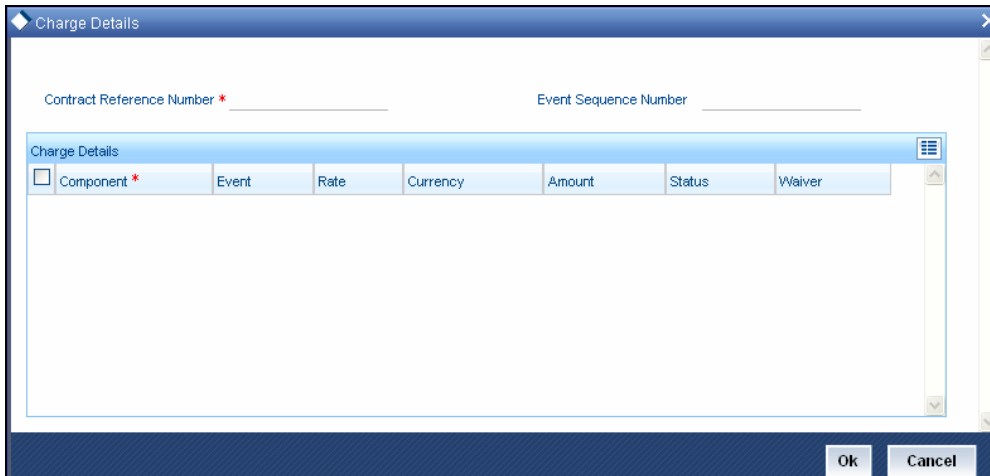 Charge Details
Contract Reference Number * Event Sequence Number
Charge Details
Component * Event Rate Currency Amount Status Waiver
Ok Cancel